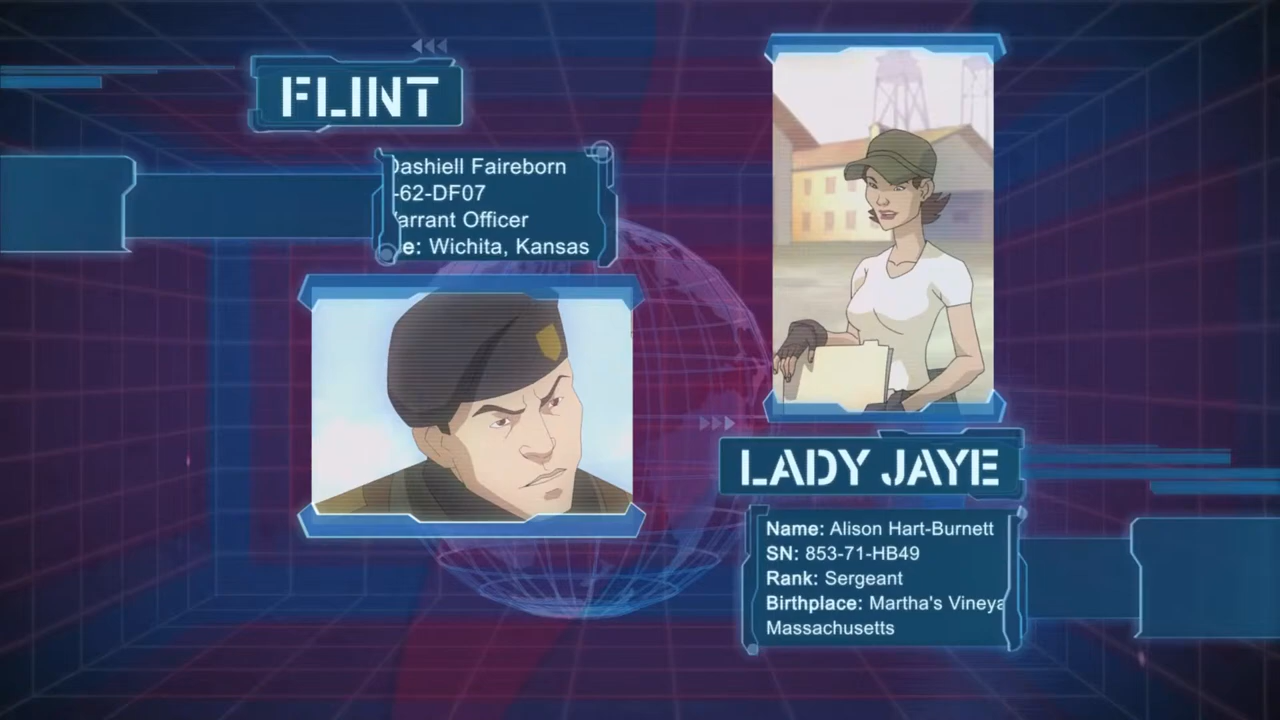 FLINT
Dashiell Faireborn
-62-DF07
arrant Officer
e: Wichita, Kansas
LADY JAYE
Name: Alison Hart-Burnett
SN: 853-71-HB49
Rank: Sergeant
Birthplace: Martha's Vineya
Massachusetts